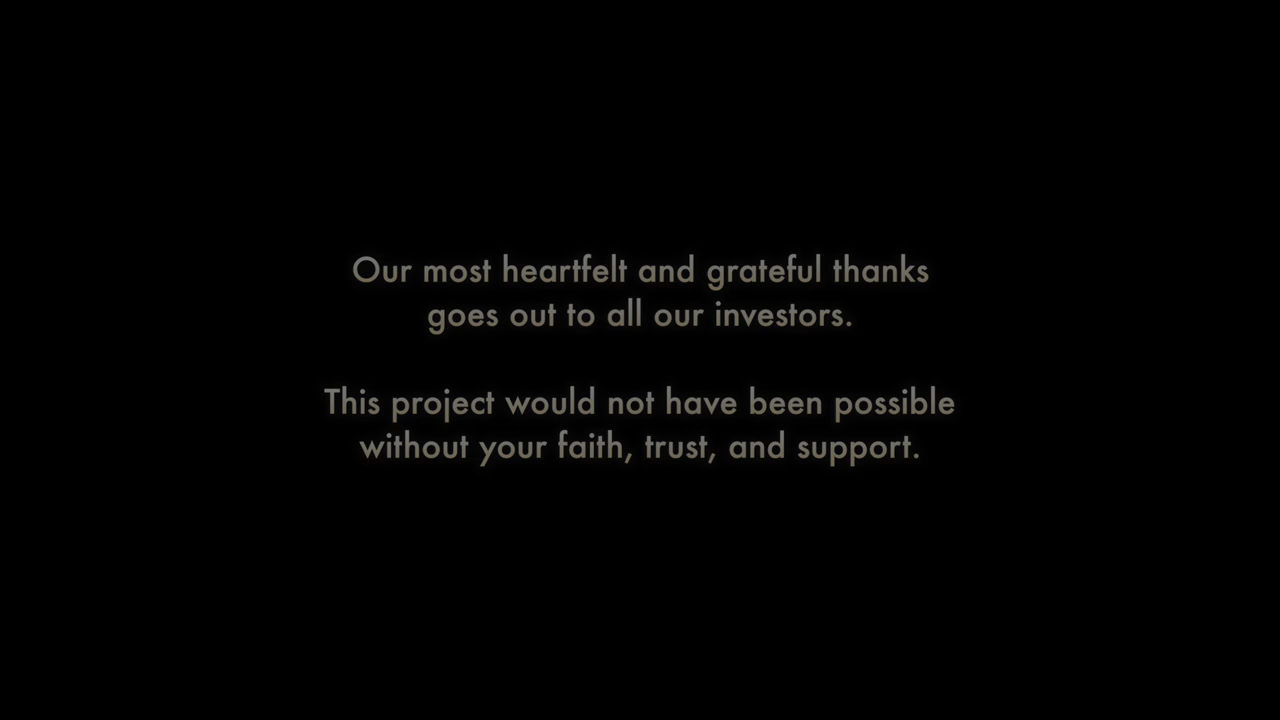 Our most heartfelt and grateful thanks
goes out to all our investors.
This project would not have been possible
without your faith, trust, and support.